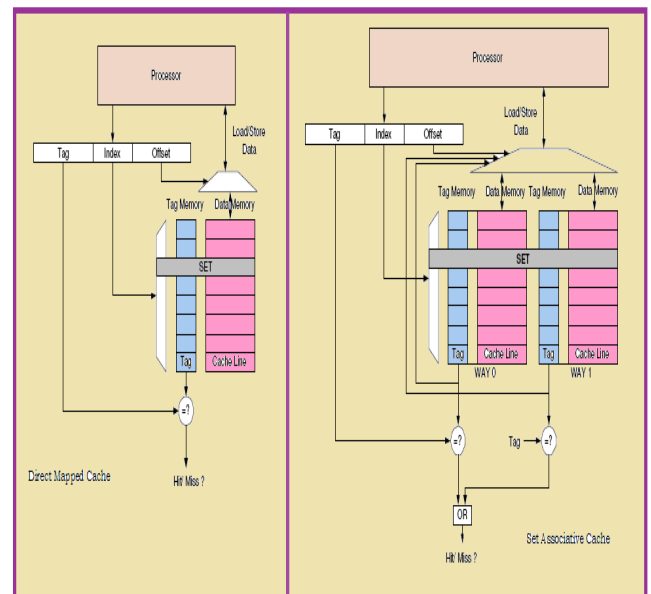 Processor
Load/Store
Data
Tag Index Offset
Tag Memory Data Memory
SET
Tag Cache Line
=?
Direct Mapped Cache
Hit/ Miss ?
Processor
Load/Store
Data
Tag Index Offset
Tag Memory Data Memory Tag Memory Data Memory
SET
Tag Cache Line Tag Cache Line
WAY 0 WAY 1
=? Tag =?
OR
Set Associative Cache
Hit/ Miss ?